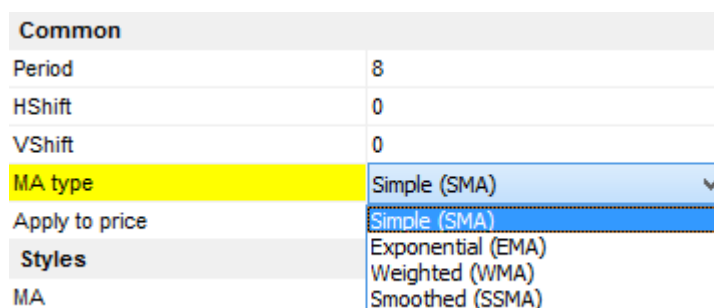 Common
Period 8
HShift 0
VShift 0
MA type Simple (SMA)
Apply to price Simple (SMA)
Exponential (EMA)
Styles
Weighted (WMA)
MA Smoothed (SSMA)